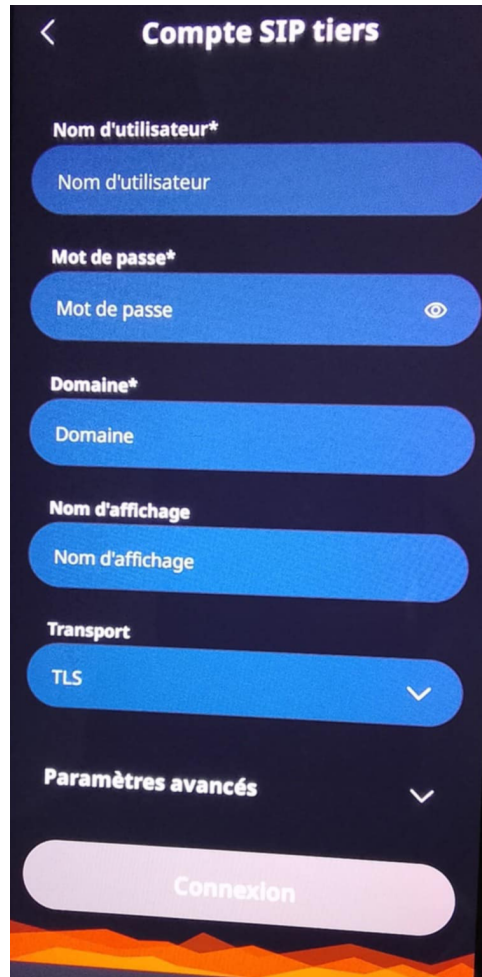 Compte SIP tiers
Nom d'utilisateur*
Nom d'utilisateur
Mot de passe*
Mot de passe
Domaine*
Domaine
Nom d'affichage
Nom d'affichage
Transport
TLS
Paramètres avancés
Connexion